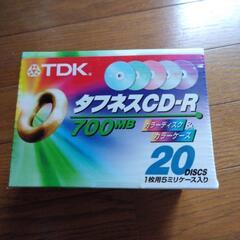 TDK
タフネスCD-R
700MB
カラーディスク&
カラーケース
20
DISCS
1枚用5ミリケース入り